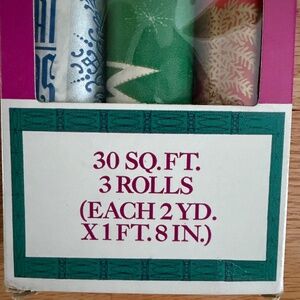 30 SQ.FT.
3 ROLLS
(EACH 2 YD.
X 1 FT. 8 IN.)